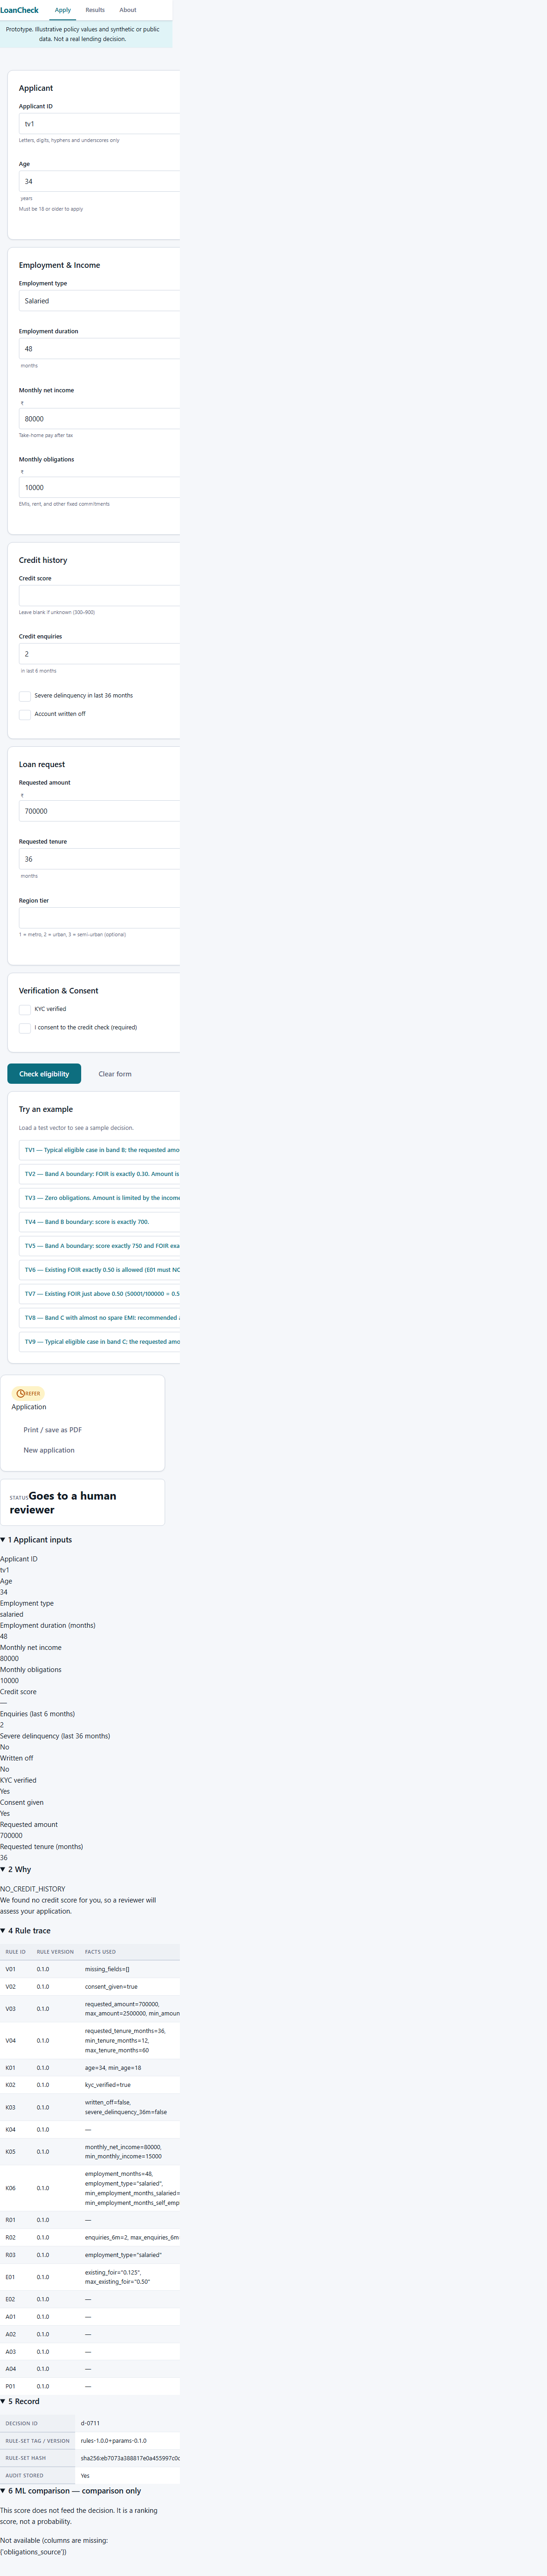 LoanCheck Apply Results About
Prototype. Illustrative policy values and synthetic or public
data. Not a real lending decision.
Applicant
Applicant ID
tv1
Letters, digits, hyphens and underscores only
Age
34
years
Must be 18 or older to apply
Employment & Income
Employment type
Salaried
Employment duration
48
months
Monthly net income
₹
80000
Take-home pay after tax
Monthly obligations
₹
10000
EMIs, rent, and other fixed commitments
Credit history
Credit score
Leave blank if unknown (300–900)
Credit enquiries
2
in last 6 months
Severe delinquency in last 36 months
Account written off
Loan request
Requested amount
₹
700000
Requested tenure
36
months
Region tier
1 = metro, 2 = urban, 3 = semi-urban (optional)
Verification & Consent
KYC verified
I consent to the credit check (required)
Check eligibility Clear form
Try an example
Load a test vector to see a sample decision.
TV1 — Typical eligible case in band B: the requested amo
TV2 — Band A boundary: FOIR is exactly 0.30. Amount is
TV3 — Zero obligations. Amount is limited by the income
TV4 — Band B boundary: score is exactly 700.
TV5 — Band A boundary: score exactly 750 and FOIR exa
TV6 — Existing FOIR exactly 0.50 is allowed (E01 must NO
TV7 — Existing FOIR just above 0.50 (50001/100000 = 0.5
TV8 — Band C with almost no spare EMI: recommended
TV9 — Typical eligible case in band C: the requested amo
REFER
Application
Print / save as PDF
New application
STATUS Goes to a human
reviewer
▼ 1 Applicant inputs
Applicant ID
tv1
Age
34
Employment type
salaried
Employment duration (months)
48
Monthly net income
80000
Monthly obligations
10000
Credit score
—
Enquiries (last 6 months)
2
Severe delinquency (last 36 months)
No
Written off
No
KYC verified
Yes
Consent given
Yes
Requested amount
700000
Requested tenure (months)
36
▼ 2 Why
NO_CREDIT_HISTORY
We found no credit score for you, so a reviewer will
assess your application.
▼ 4 Rule trace
RULE ID RULE VERSION FACTS USED
V01 0.1.0 missing_fields=[]
V02 0.1.0 consent_given=true
V03 0.1.0 requested_amount=700000,
max_amount=2500000, min_amoun
V04 0.1.0 requested_tenure_months=36,
min_tenure_months=12,
max_tenure_months=60
K01 0.1.0 age=34, min_age=18
K02 0.1.0 kyc_verified=true
K03 0.1.0 written_off=false,
severe_delinquency_36m=false
K04 0.1.0 —
K05 0.1.0 monthly_net_income=80000,
min_monthly_income=15000
K06 0.1.0 employment_months=48,
employment_type="salaried",
min_employment_months_salaried=
min_employment_months_self_emp
R01 0.1.0 —
R02 0.1.0 enquiries_6m=2, max_enquiries_6m
R03 0.1.0 employment_type="salaried"
E01 0.1.0 existing_foir="0.125",
max_existing_foir="0.50"
E02 0.1.0 —
A01 0.1.0 —
A02 0.1.0 —
A03 0.1.0 —
A04 0.1.0 —
P01 0.1.0 —
▼ 5 Record
DECISION ID d-0711
RULE-SET TAG / VERSION rules-1.0.0+params-0.1.0
RULE-SET HASH sha256:eb7073a388817e0a455997c0c
AUDIT STORED Yes
▼ 6 ML comparison — comparison only
This score does not feed the decision. It is a ranking
score, not a probability.
Not available (columns are missing:
{'obligations_source'})